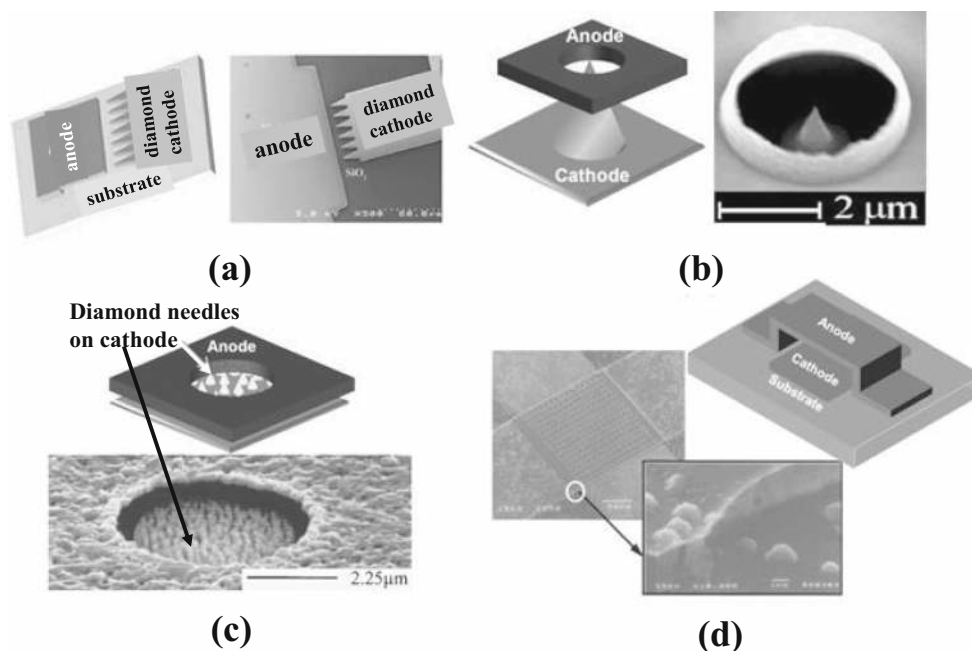 anode
diamond
cathode
substrate
anode
diamond
cathode
SiO₂
Anode
Cathode
2 µm
(a)
(b)
Diamond needles
on cathode
Anode
2.25µm
(c)
Anode
Cathode
Substrate
(d)